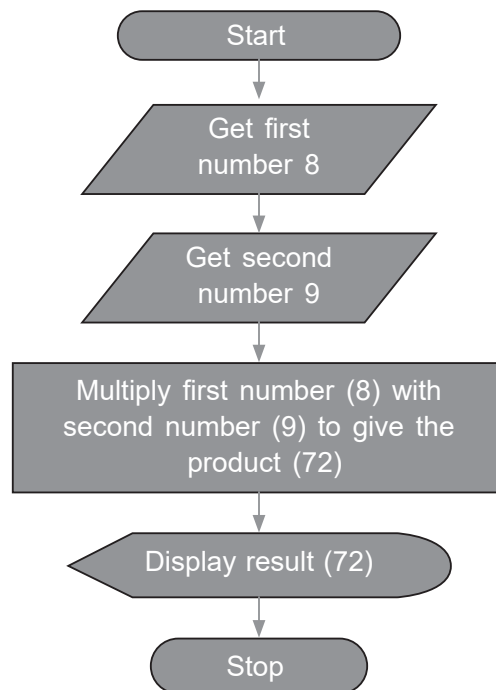 Start
Get first
number 8
Get second
number 9
Multiply first number (8) with
second number (9) to give the
product (72)
Display result (72)
Stop